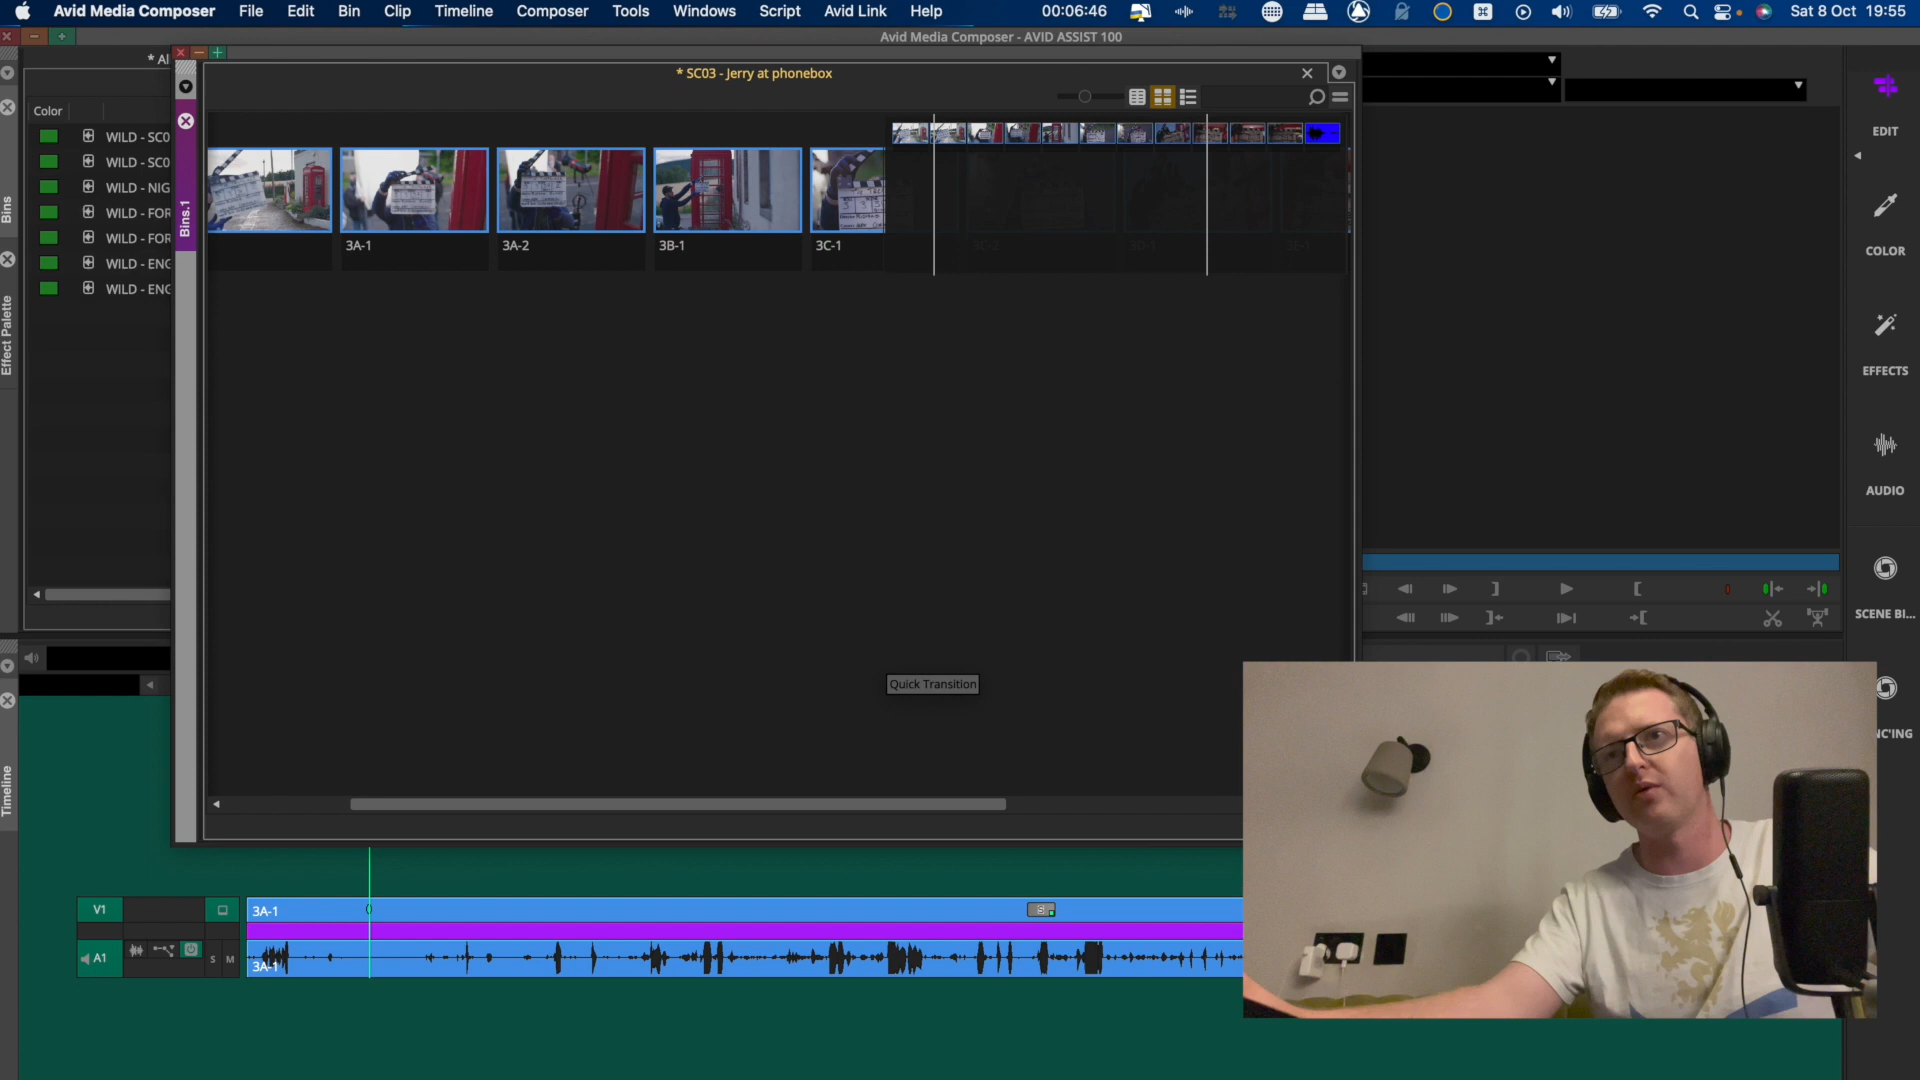 Avid Media Composer File Edit Bin Clip Timeline Composer Tools Windows Script Avid Link Help 00:06:46 Sat 8 Oct 19:55
Avid Media Composer - AVID ASSIST 100
* Al
* SC03 - Jerry at phonebox
Color
WILD - SC0
WILD - SC0
WILD - NIG
WILD - FOR
WILD - FOR
WILD - ENG
WILD - ENG
Bins
Effect Palette
Bins.1
3A-1
3A-2
3B-1
3C-1
3C-2
3D-1
3E-1
EDIT
COLOR
EFFECTS
AUDIO
SCENE BI...
NC'ING
Quick Transition
Timeline
V1
3A-1
S
A1
S
M
3A-1